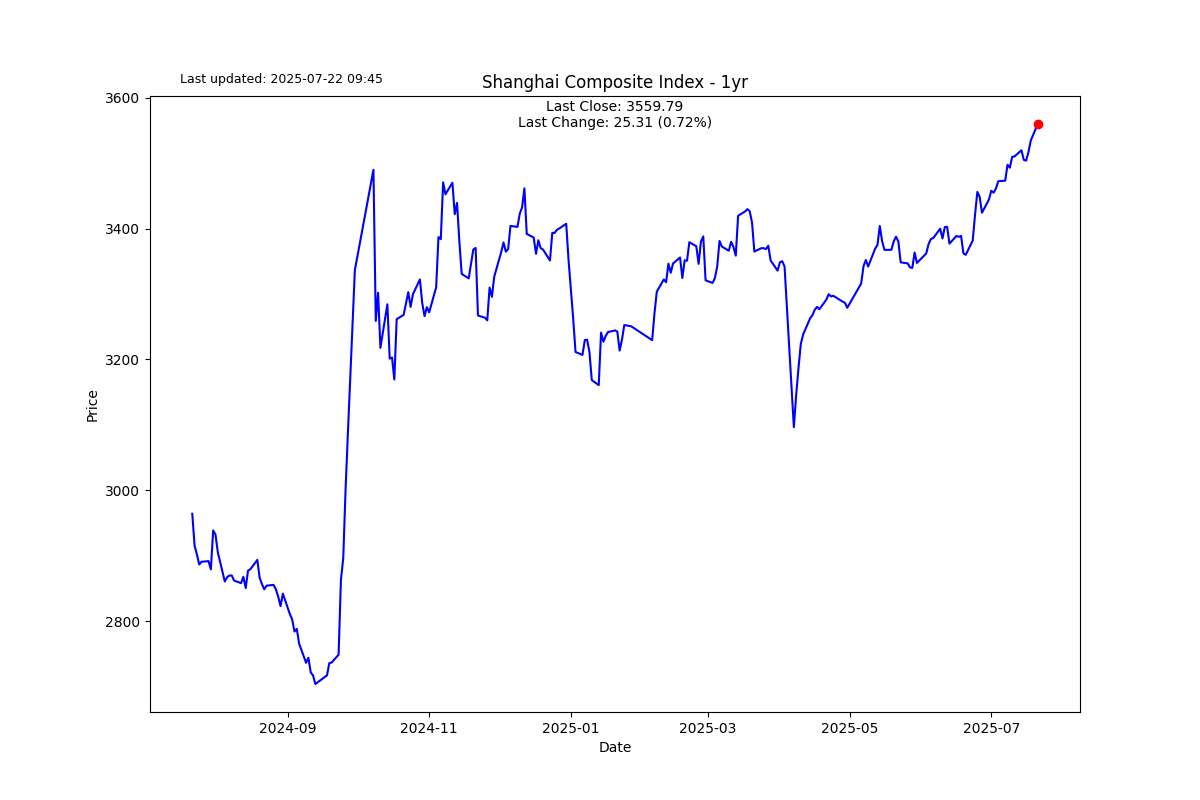 Last updated: 2025-07-22 09:45
Shanghai Composite Index - 1yr
Last Close: 3559.79
Last Change: 25.31 (0.72%)
3600
3400
3200
3000
2800
Price
2024-09
2024-11
2025-01
2025-03
2025-05
2025-07
Date